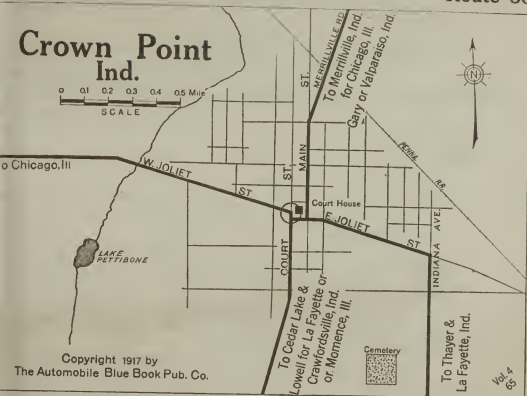 Route 
Crown Point
Ind.
0 0.1 0.2 0.3 0.4 0.5 Mile
SCALE
MERRILLVILLE RD
To Merrillville, Ind.
for Chicago, Ill.
Gary or Valparaiso, Ind.
N
ST.
MAIN
ST
PENNA. R.R.
o Chicago, Ill
W. JOLIET
ST
Court House
E. JOLIET
ST
INDIANA AVE.
COURT
LAKE
PETTIBONE
To Cedar Lake &
Lowell for La Fayette or
Crawfordsville, Ind.
or Momence, Ill.
Cemetery
To Thayer &
La Fayette, Ind.
Copyright 1917 by
The Automobile Blue Book Pub. Co.
Vol. 4
65